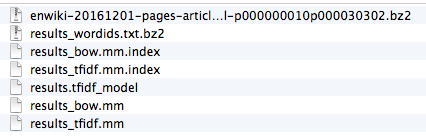 enwiki-20161201-pages-articl...l-p000000010p000030302.bz2
results_wordids.txt.bz2
results_bow.mm.index
results_tfidf.mm.index
results.tfidf_model
results_bow.mm
results_tfidf.mm